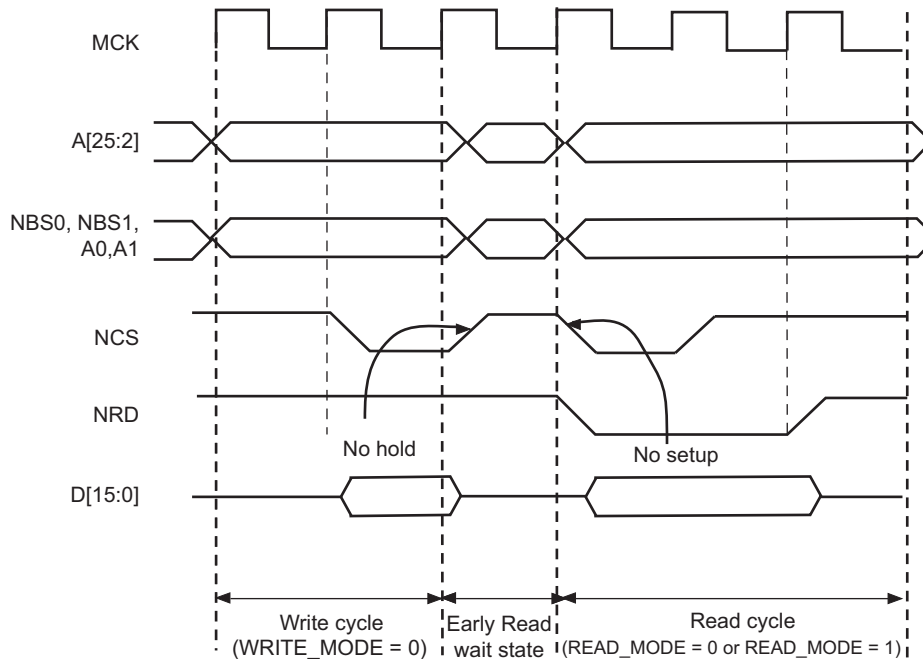 MCK
A[25:2]
NBS0, NBS1,
A0,A1
NCS
NRD
No hold
No setup
D[15:0]
Write cycle
(WRITE_MODE = 0)
Early Read
wait state
Read cycle
(READ_MODE = 0 or READ_MODE = 1)